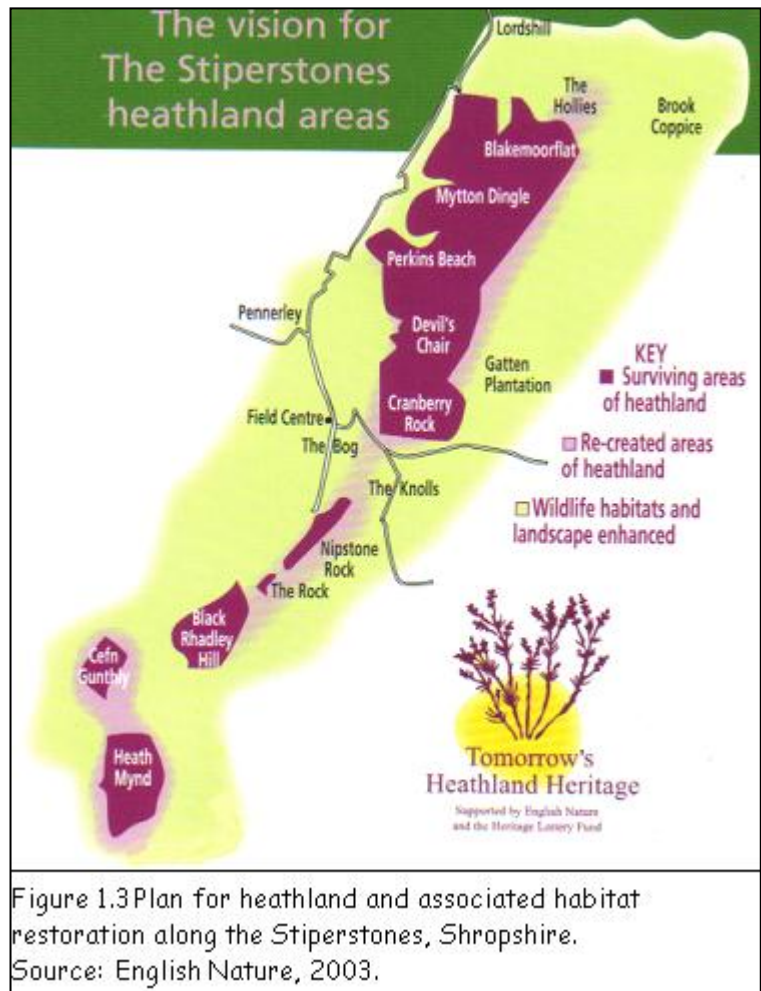 The vision for
The Stiperstones
heathland areas
Lordshill
The
Hollies
Brook
Coppice
Blakemoorflat
Mytton Dingle
Perkins Beach
Pennerley
Devil's
Chair
Gatten
Plantation
KEY
Surviving areas
of heathland
Cranberry
Rock
Field Centre
The Bog
Re-created areas
of heathland
The Knolls
Wildlife habitats and
landscape enhanced
Nipstone
Rock
The Rock
Black
Rhadley
Hill
Cefn
Gunthly
Heath
Mynd
Tomorrow's
Heathland Heritage
Supported by English Nature
and the Heritage Lottery Fund
Figure 1.3 Plan for heathland and associated habitat
restoration along the Stiperstones, Shropshire.
Source: English Nature, 2003.